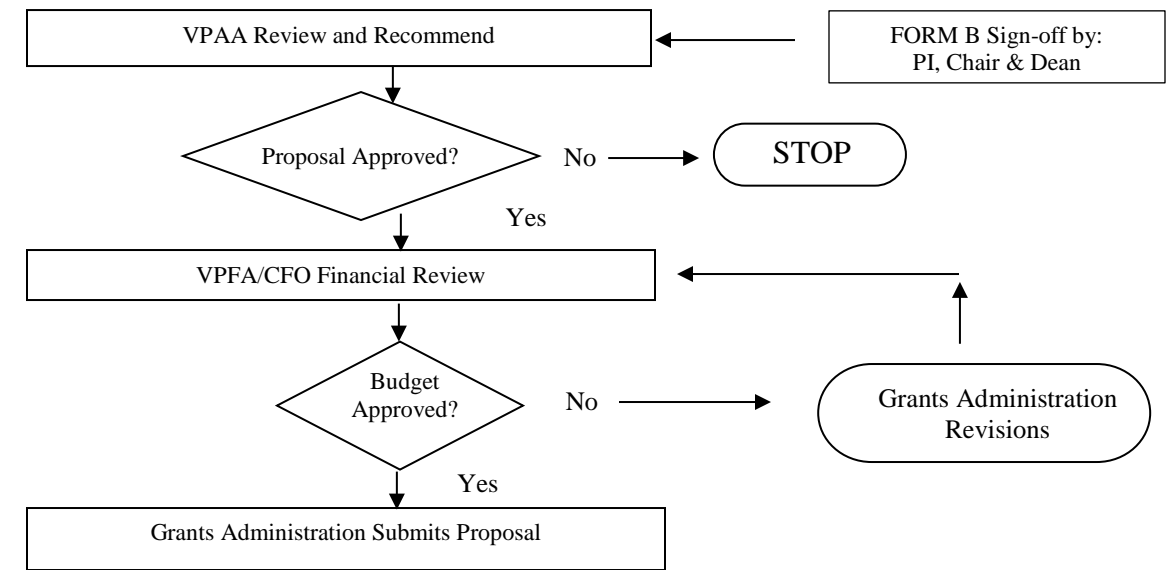 VPAA Review and Recommend
FORM B Sign-off by:
PI, Chair & Dean
Proposal Approved?
No
STOP
Yes
VPFA/CFO Financial Review
Budget
Approved?
No
Grants Administration
Revisions
Yes
Grants Administration Submits Proposal